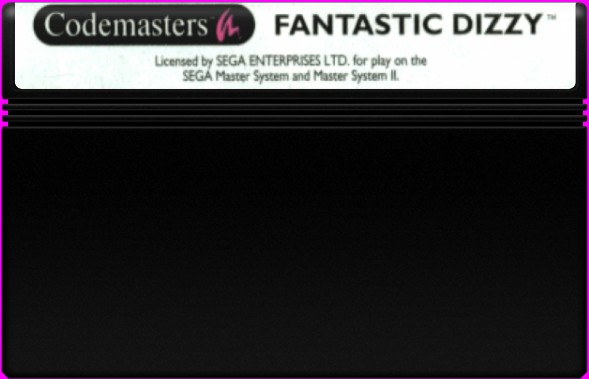 Codemasters FANTASTIC DIZZY™
Licensed by SEGA ENTERPRISES LTD. for play on the
SEGA Master System and Master System II.